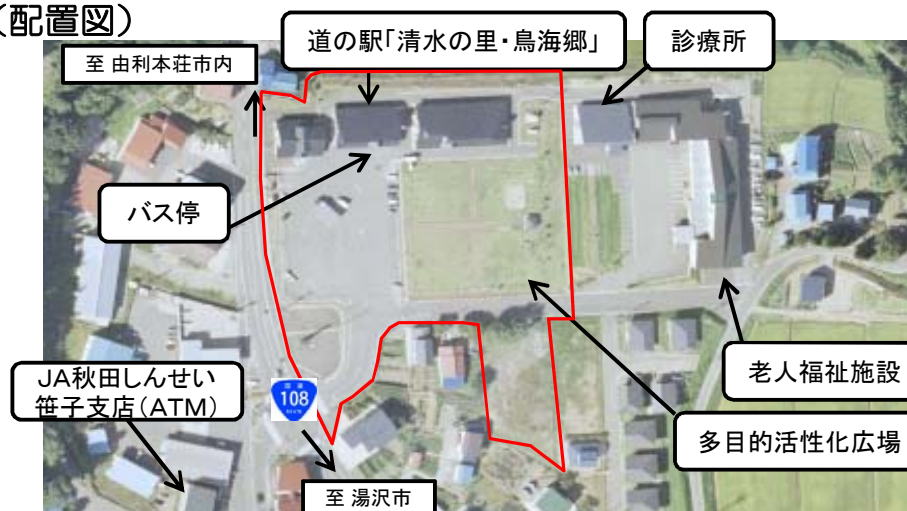 (配置図)
至 由利本荘市内
道の駅「清水の里・鳥海郷」
診療所
バス停
JA秋田しんせい
笹子支店(ATM)
国道
108
ROUTE
老人福祉施設
多目的活性化広場
至 湯沢市